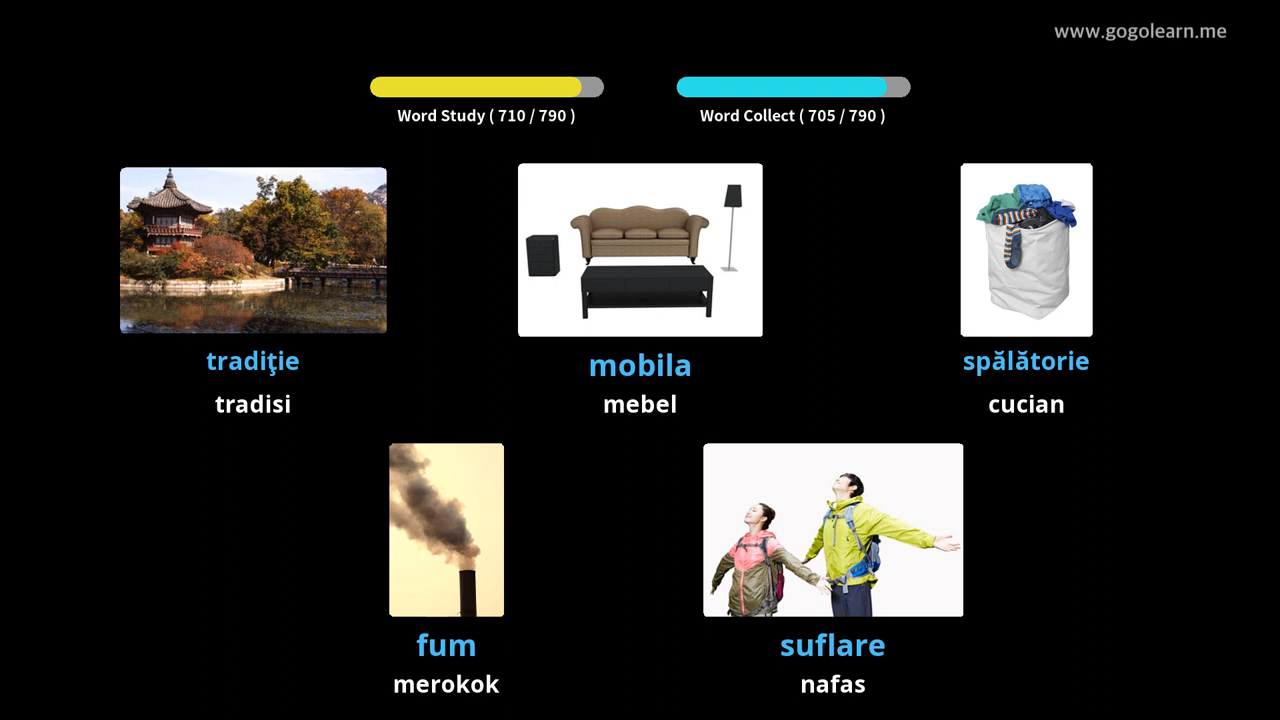 www.gogolearn.me
Word Study ( 710 / 790 )
Word Collect ( 705 / 790 )
tradiţie
mobila
spălătorie
tradisi
mebel
cucian
fum
suflare
merokok
nafas